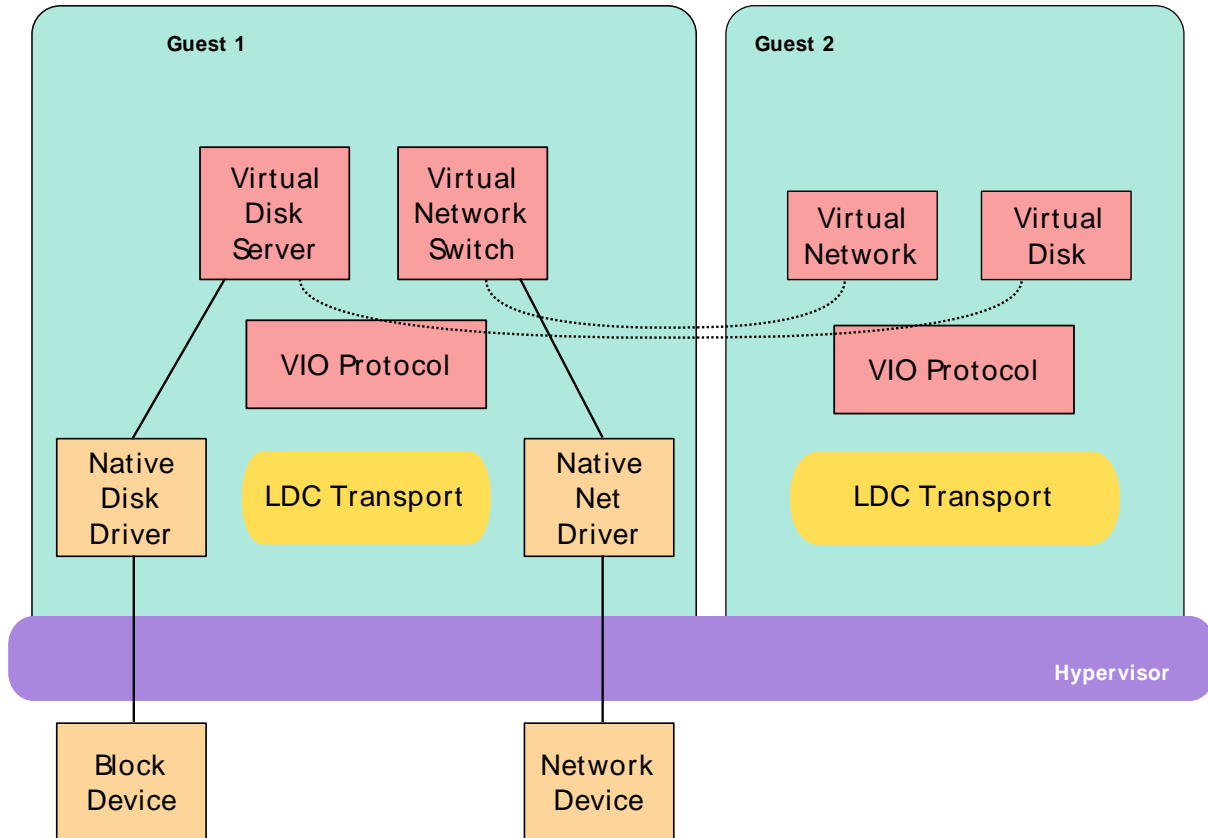 Guest 1
Guest 2
Virtual
Disk
Server
Virtual
Network
Switch
Virtual
Network
Virtual
Disk
VIO Protocol
VIO Protocol
Native
Disk
Driver
LDC Transport
Native
Net
Driver
LDC Transport
Hypervisor
Block
Device
Network
Device